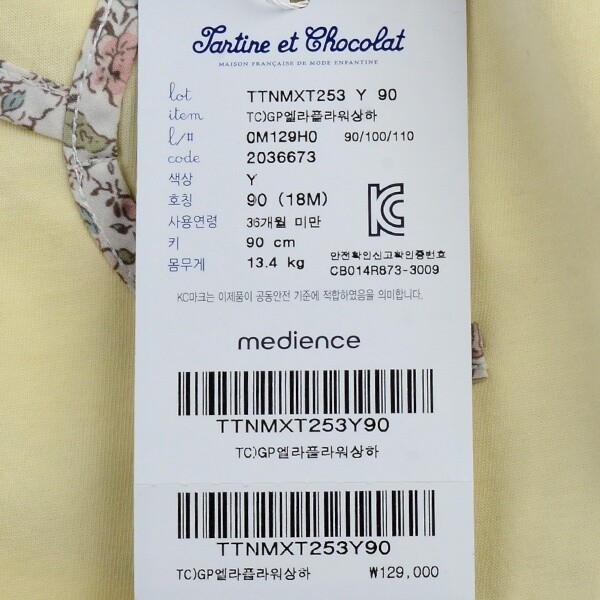 Tartine et Chocolat
MAISON FRANÇAISE DE MODE ENFANTINE
lot TTNMXT253 Y 90
item TC)GP엘라플라워상하
l/# 0M129H0 90/100/110
code 2036673
색상 Y
호칭 90 (18M)
사용연령 36개월 미만
키 90 cm
몸무게 13.4 kg
KC
안전확인신고확인증번호
CB014R873-3009
KC마크는 이제품이 공동안전 기준에 적합하였음을 의미합니다.
medience
TTNMXT253Y90
TC)GP엘라플라워상하
TTNMXT253Y90
TC)GP엘라플라워상하 ₩129,000